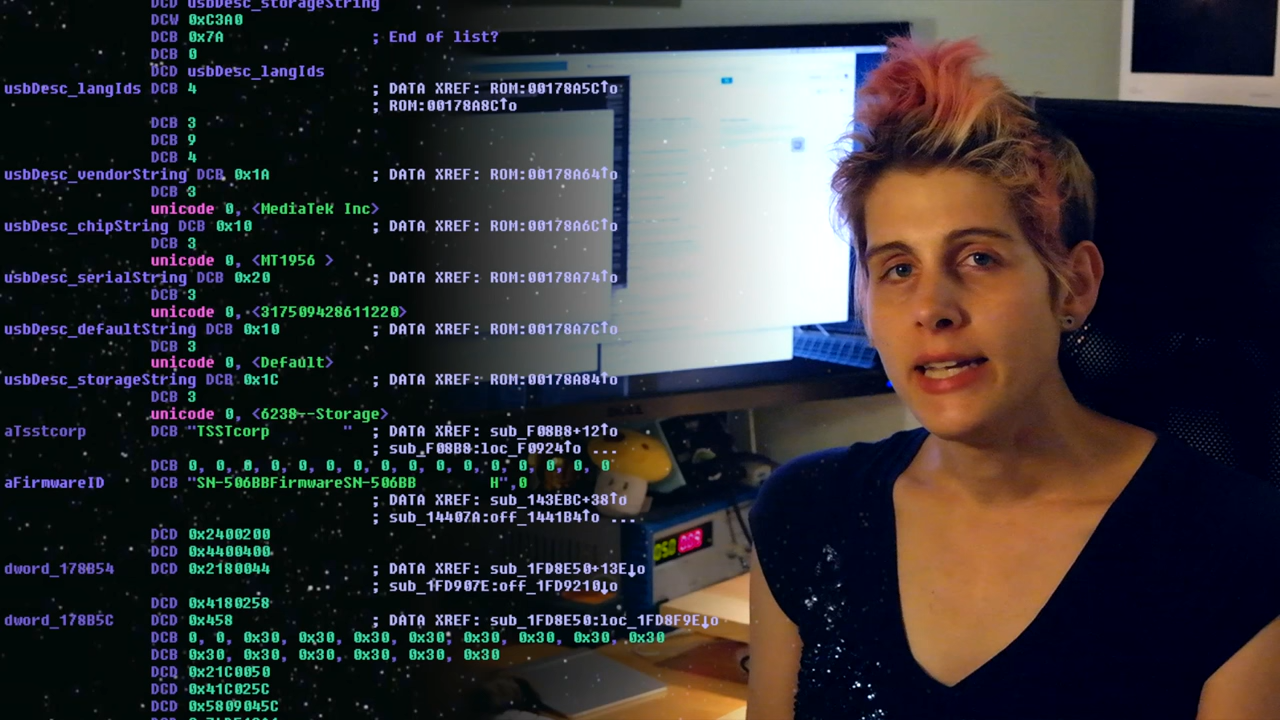 DCD usbDesc_storageString
DCW 0xC3A0
DCB 0x7A ; End of list?
DCB 0
DCD usbDesc_langIds
usbDesc_langIds DCB 4 ; DATA XREF: ROM:00178A5C↑o
; ROM:00178A8C↑o
DCB 3
DCB 9
DCB 4
usbDesc_vendorString DCB 0x1A ; DATA XREF: ROM:00178A64↑o
DCB 3
unicode 0, <MediaTek Inc>
usbDesc_chipString DCB 0x10 ; DATA XREF: ROM:00178A6C↑o
DCB 3
unicode 0, <MT1956 >
usbDesc_serialString DCB 0x20 ; DATA XREF: ROM:00178A74↑o
DCB 3
unicode 0, <317509428611220>
usbDesc_defaultString DCB 0x10 ; DATA XREF: ROM:00178A7C↑o
DCB 3
unicode 0, <Default>
usbDesc_storageString DCB 0x1C ; DATA XREF: ROM:00178A84↑o
DCB 3
unicode 0, <6238--Storage>
aTsstcorp DCB "TSSTcorp        " ; DATA XREF: sub_F08B8+12↑o
; sub_F08B8:loc_F0924↑o ...
DCB 0, 0, 0, 0, 0, 0, 0, 0, 0, 0, 0, 0, 0, 0, 0, 0
aFirmwareID DCB "SN-506BBFirmwareSN-506BB        H",0
; DATA XREF: sub_143EBC+38↑o
; sub_14407A:off_1441B4↑o ...
DCD 0x2400200
DCD 0x4400400
dword_178B54 DCD 0x2180044 ; DATA XREF: sub_1FD8E50+13E↓o
; sub_1FD907E:off_1FD9210↓o
DCD 0x4180258
dword_178B5C DCD 0x458 ; DATA XREF: sub_1FD8E50:loc_1FD8F9E↓o
DCB 0, 0, 0x30, 0x30, 0x30, 0x30, 0x30, 0x30, 0x30, 0x30
DCB 0x30, 0x30, 0x30, 0x30, 0x30, 0x30
DCD 0x21C0050
DCD 0x41C025C
DCD 0x5809045C